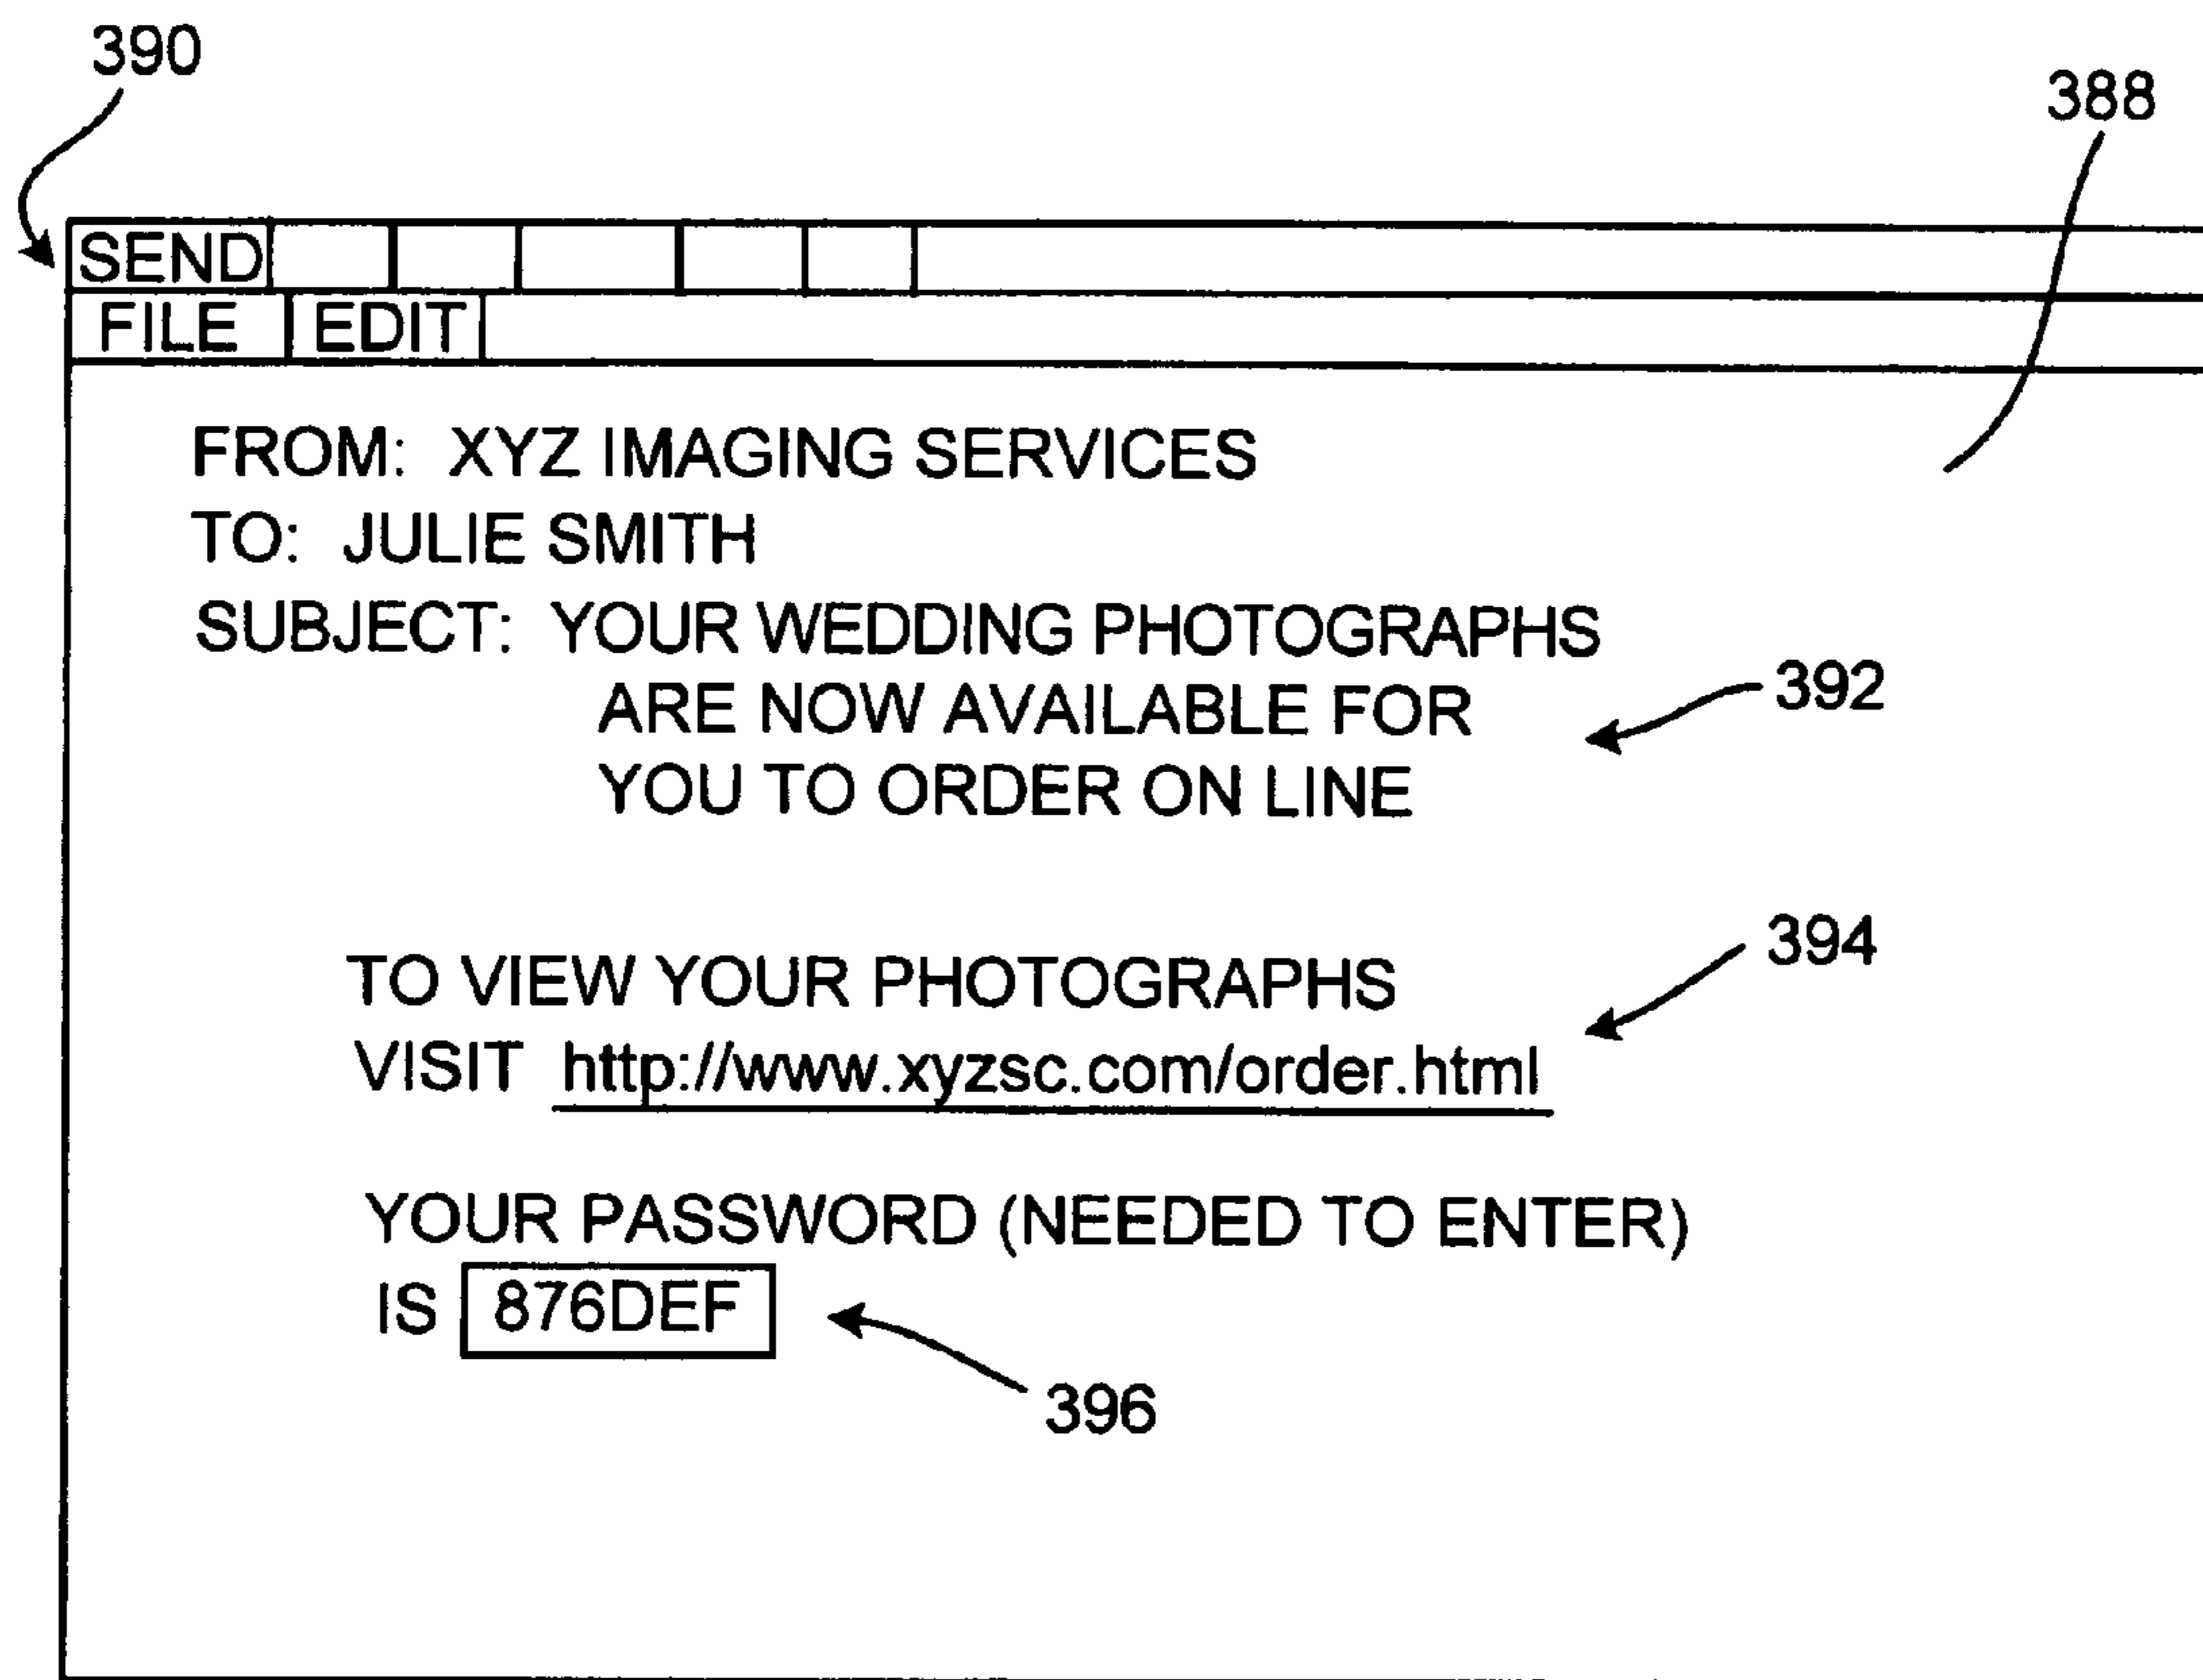 390
388
SEND
FILE EDIT
FROM: XYZ IMAGING SERVICES
TO: JULIE SMITH
SUBJECT: YOUR WEDDING PHOTOGRAPHS
ARE NOW AVAILABLE FOR
392
YOU TO ORDER ON LINE
394
TO VIEW YOUR PHOTOGRAPHS
VISIT http://www.xyzsc.com/order.html
YOUR PASSWORD (NEEDED TO ENTER)
IS 876DEF
396